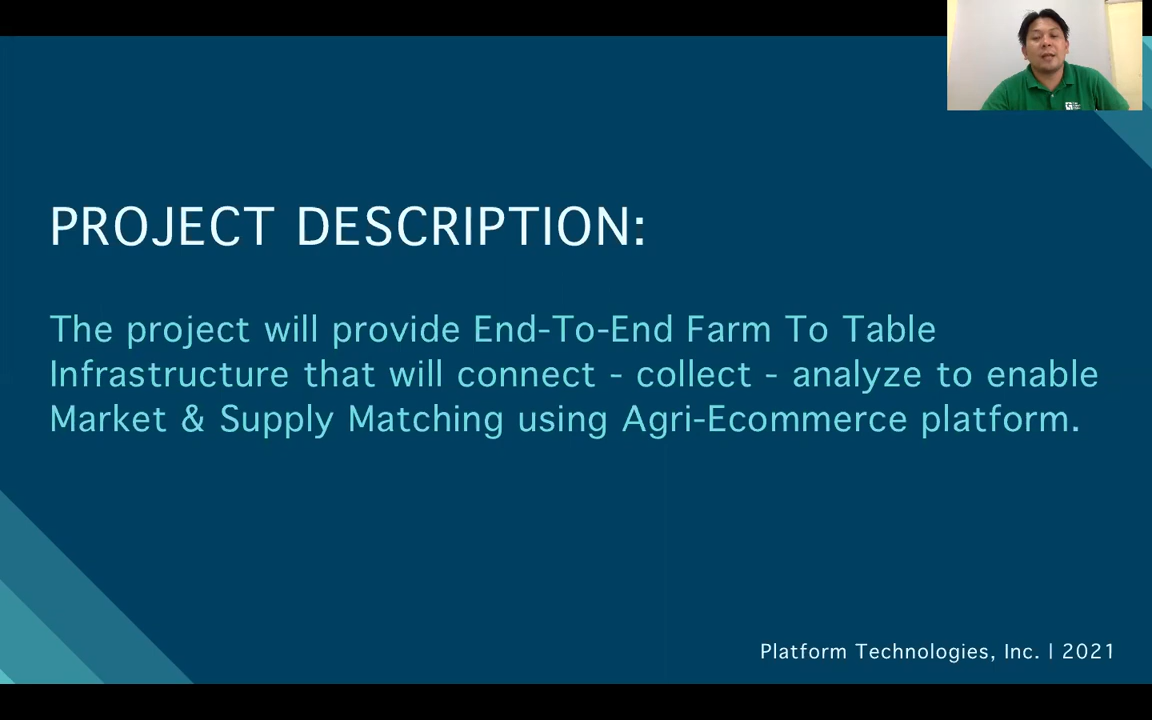 PROJECT DESCRIPTION:
The project will provide End-To-End Farm To Table
Infrastructure that will connect - collect - analyze to enable
Market & Supply Matching using Agri-Ecommerce platform.
Platform Technologies, Inc. | 2021